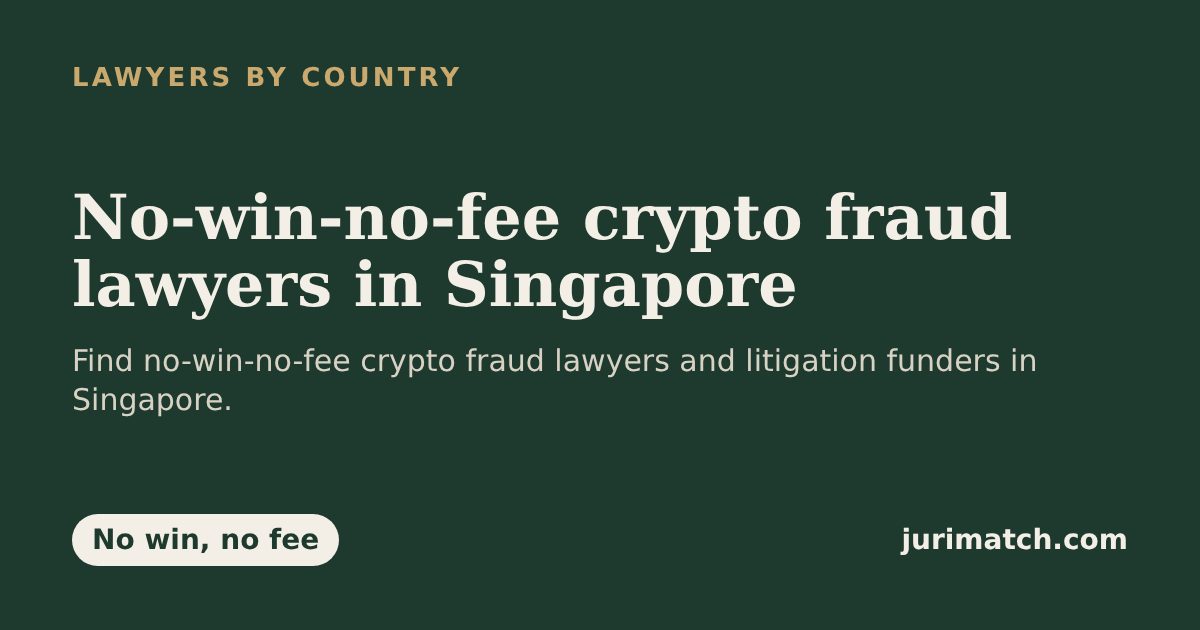 LAWYERS BY COUNTRY
No-win-no-fee crypto fraud
lawyers in Singapore
Find no-win-no-fee crypto fraud lawyers and litigation funders in
Singapore.
No win, no fee
jurimatch.com